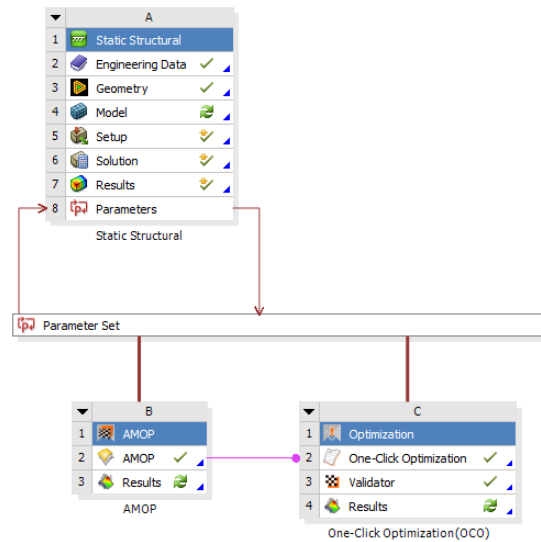 A
1 Static Structural
2 Engineering Data
3 Geometry
4 Model
5 Setup
6 Solution
7 Results
8 Parameters
Static Structural
Parameter Set
B
1 AMOP
2 AMOP
3 Results
AMOP
C
1 Optimization
2 One-Click Optimization
3 Validator
4 Results
One-Click Optimization(OCO)